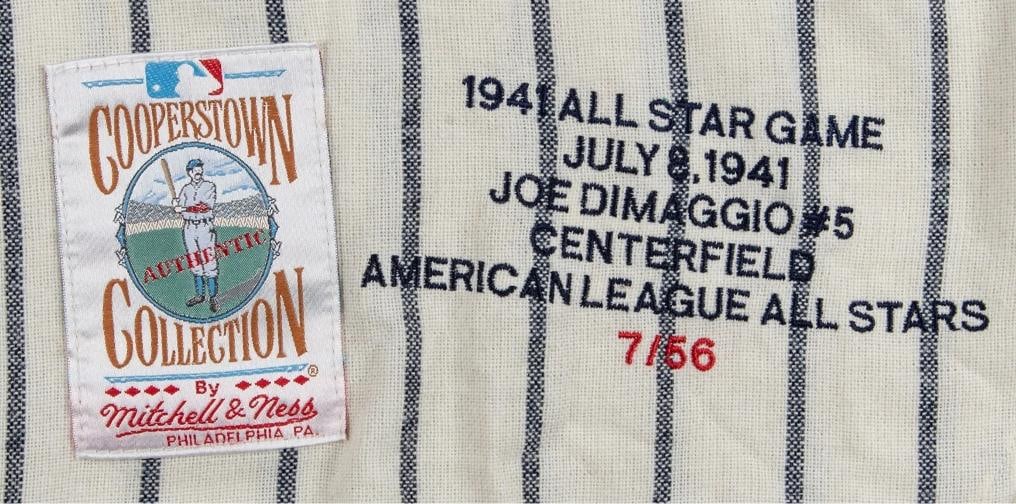 COOPERSTOWN
AUTHENTIC
COLLECTION
®
By
Mitchell & Ness
PHILADELPHIA, PA.
1941 ALL STAR GAME
JULY 8, 1941
JOE DIMAGGIO #5
CENTERFIELD
AMERICAN LEAGUE ALL STARS
7/56